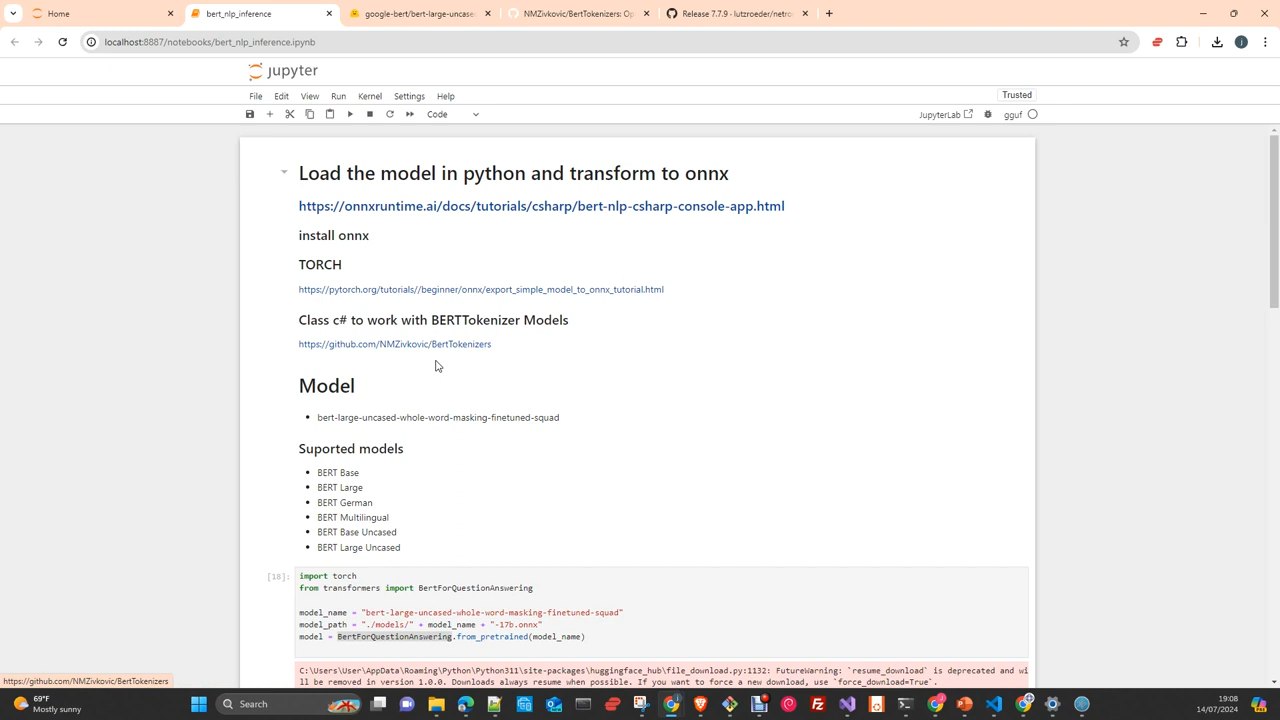 Home
bert_nlp_inference
google-bert/bert-large-uncased
NMZivkovic/BertTokenizers: Op
Release 7.7.9 - lutzroeder/netro
localhost:8887/notebooks/bert_nlp_inference.ipynb
jupyter
File Edit View Run Kernel Settings Help
Trusted
Code
JupyterLab
gguf
Load the model in python and transform to onnx
https://onnxruntime.ai/docs/tutorials/csharp/bert-nlp-csharp-console-app.html
install onnx
TORCH
https://pytorch.org/tutorials//beginner/onnx/export_simple_model_to_onnx_tutorial.html
Class c# to work with BERTTokenizer Models
https://github.com/NMZivkovic/BertTokenizers
Model
bert-large-uncased-whole-word-masking-finetuned-squad
Suported models
BERT Base
BERT Large
BERT German
BERT Multilingual
BERT Base Uncased
BERT Large Uncased
[18]:
import torch
from transformers import BertForQuestionAnswering
model_name = "bert-large-uncased-whole-word-masking-finetuned-squad"
model_path = "./models/" + model_name + "-17b.onnx"
model = BertForQuestionAnswering.from_pretrained(model_name)
C:\Users\User\AppData\Roaming\Python\Python311\site-packages\huggingface_hub\file_download.py:1132: FutureWarning: `resume_download` is deprecated and wi
ll be removed in version 1.0.0. Downloads always resume when possible. If you want to force a new download, use `force_download=True`.
https://github.com/NMZivkovic/BertTokenizers
69°F
Mostly sunny
Search
19:08
14/07/2024